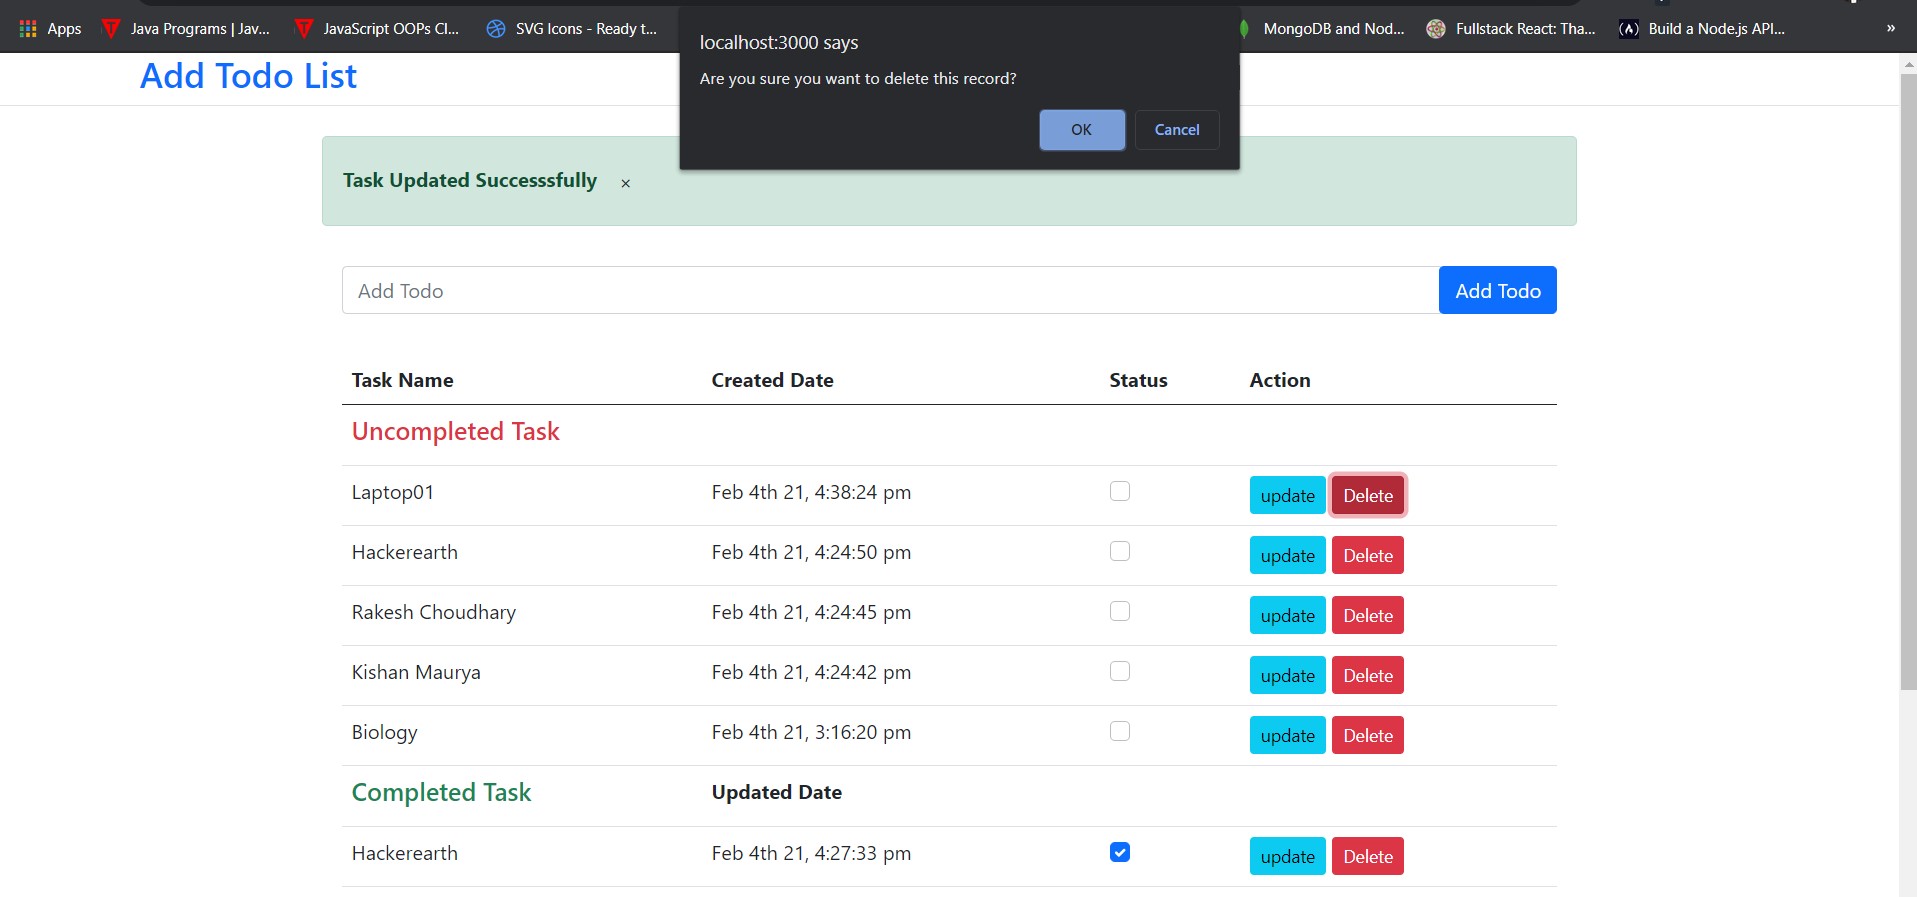 Apps
Java Programs | Jav...
JavaScript OOPs Cl...
SVG Icons - Ready t...
MongoDB and Nod...
Fullstack React: Tha...
Build a Node.js API...
»
localhost:3000 says
Are you sure you want to delete this record?
OK Cancel
Add Todo List
Task Updated Successsfully ×
Add Todo Add Todo
Task Name Created Date Status Action
Uncompleted Task
Laptop01 Feb 4th 21, 4:38:24 pm update Delete
Hackerearth Feb 4th 21, 4:24:50 pm update Delete
Rakesh Choudhary Feb 4th 21, 4:24:45 pm update Delete
Kishan Maurya Feb 4th 21, 4:24:42 pm update Delete
Biology Feb 4th 21, 3:16:20 pm update Delete
Completed Task Updated Date
Hackerearth Feb 4th 21, 4:27:33 pm update Delete